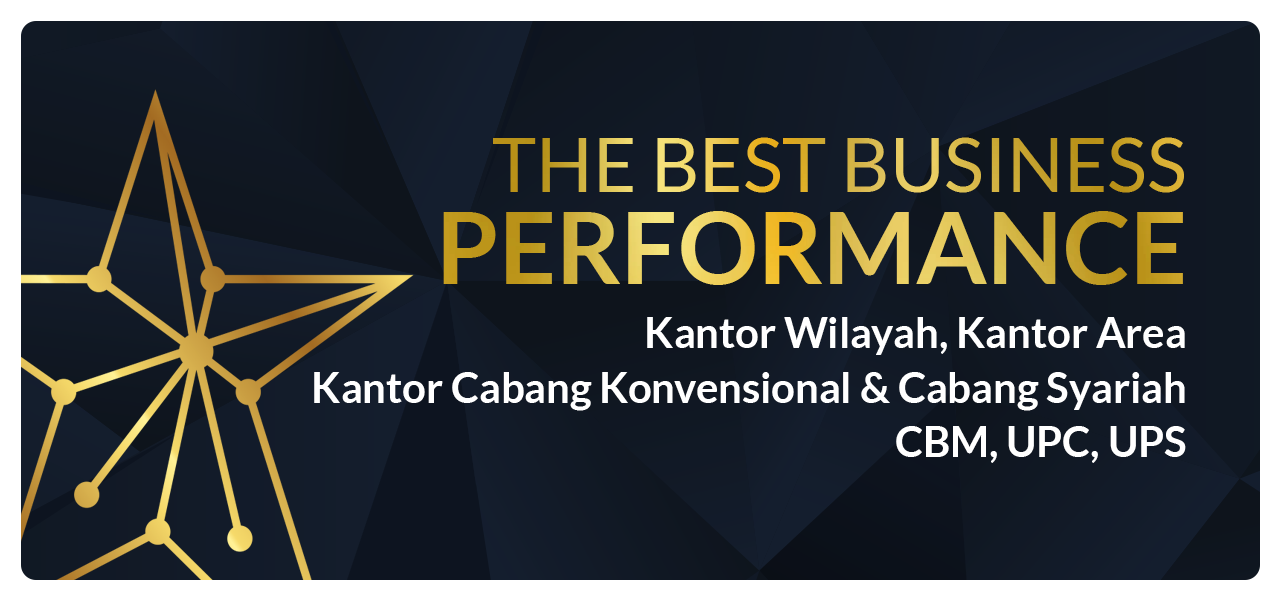 THE BEST BUSINESS
PERFORMANCE
Kantor Wilayah, Kantor Area
Kantor Cabang Konvensional & Cabang Syariah
CBM, UPC, UPS